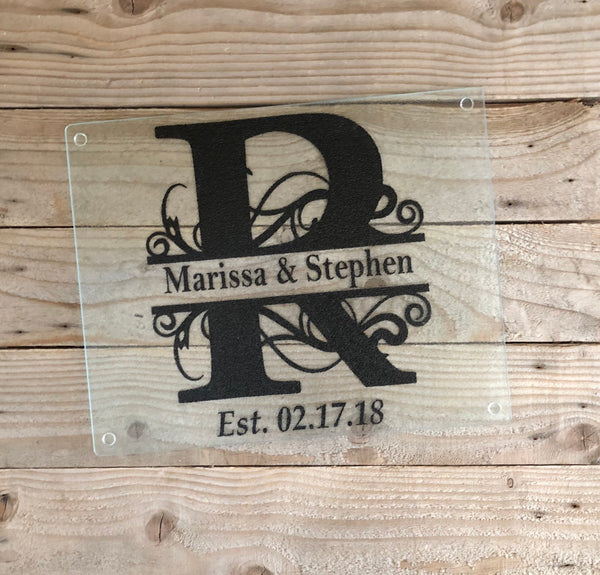 R
Marissa & Stephen
Est. 02.17.18